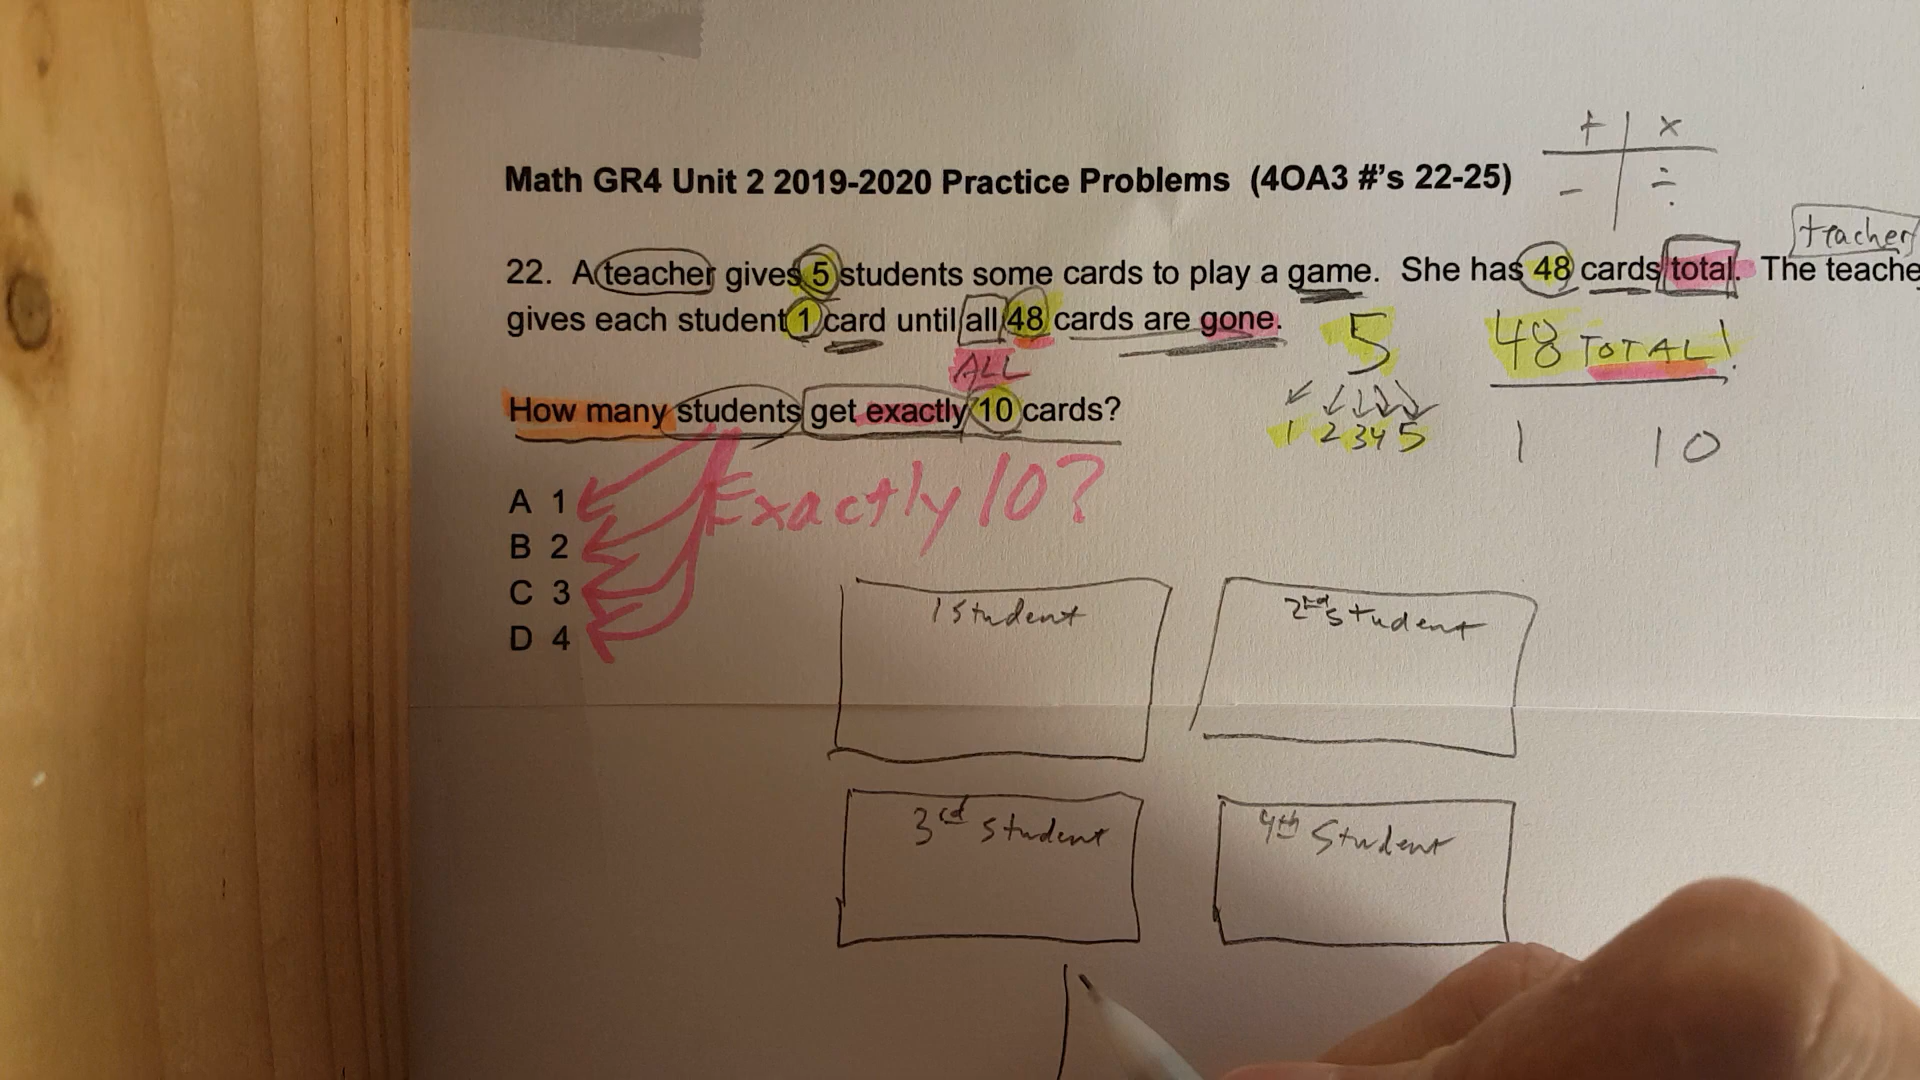 + x
Math GR4 Unit 2 2019-2020 Practice Problems (4OA3 #'s 22-25) - ÷
teacher
22. A teacher gives 5 students some cards to play a game. She has 48 cards total. The teache
gives each student 1 card until all 48 cards are gone. 5 48 TOTAL!
ALL
How many students get exactly 10 cards? 1 2 3 4 5 1 10
Exactly 10?
A 1
B 2
C 3
D 4
1 Student 2nd Student
3rd Student 4th Student